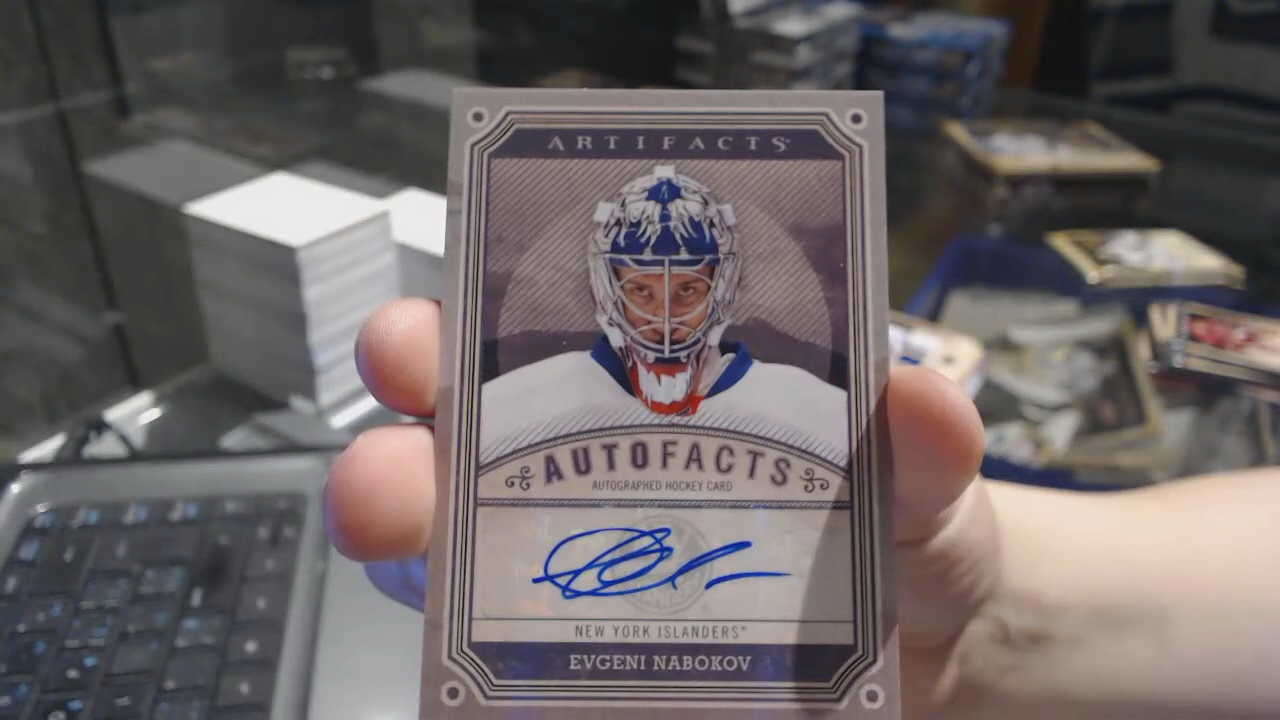 ARTIFACTS
AUTOFACTS
AUTOGRAPHED HOCKEY CARD
NEW YORK ISLANDERS
EVGENI NABOKOV